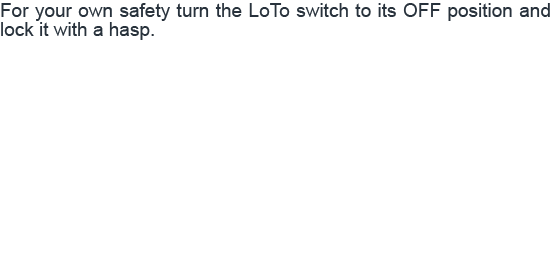 For your own safety turn the LoTo switch to its OFF position and
lock it with a hasp.